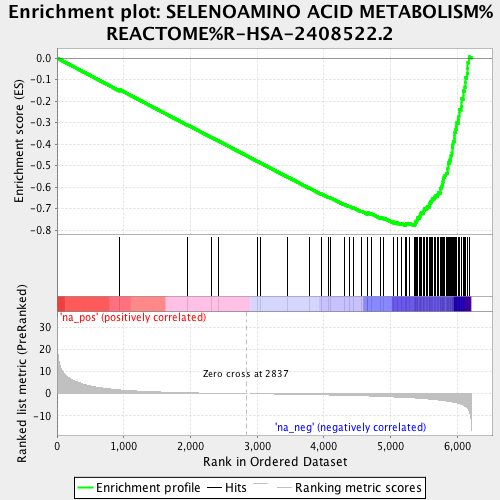 Enrichment plot: SELENOAMINO ACID METABOLISM%
REACTOME%R-HSA-2408522.2
Enrichment score (ES)
0.0
-0.1
-0.2
-0.3
-0.4
-0.5
-0.6
-0.7
-0.8
'na_pos' (positively correlated)
Ranked list metric (PreRanked)
30
20
10
0
-10
Zero cross at 2837
'na_neg' (negatively correlated)
0 1,000 2,000 3,000 4,000 5,000 6,000
Rank in Ordered Dataset
Enrichment profile Hits Ranking metric scores